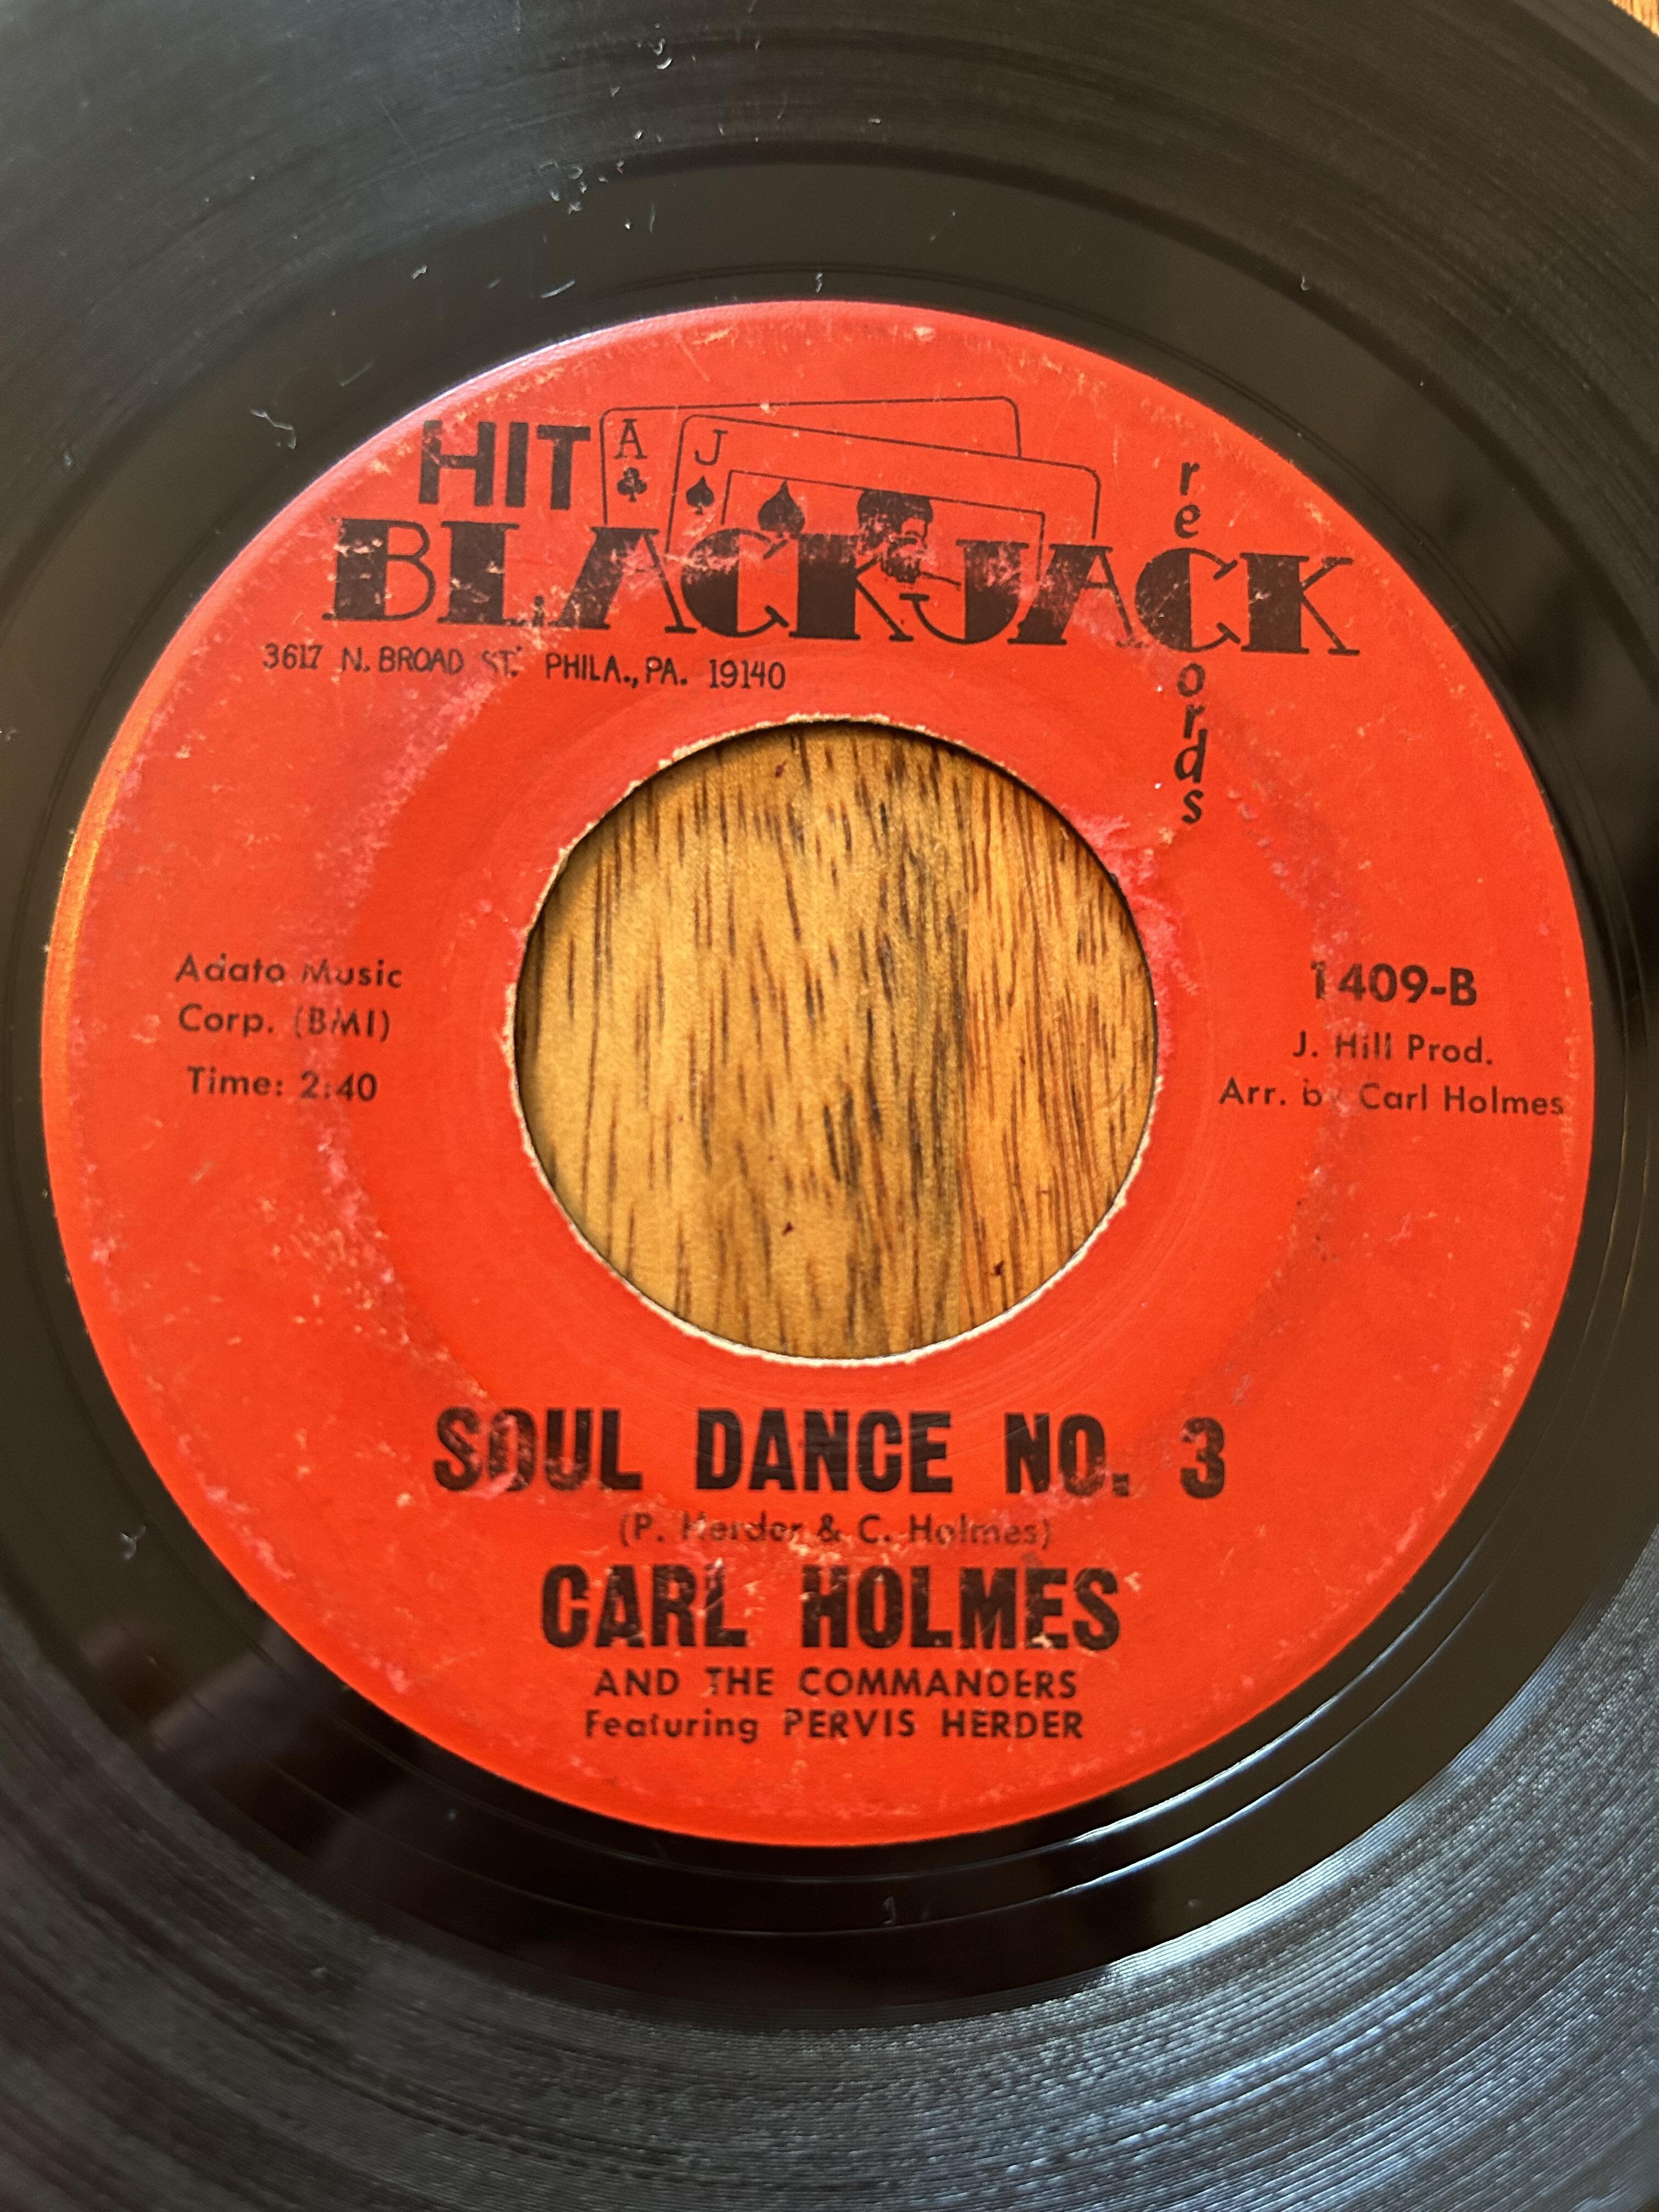 HIT
A
J
BLACKJACK
records
3617 N. BROAD ST. PHILA., PA. 19140
Adato Music
Corp. (BMI)
Time: 2:40
1409-B
J. Hill Prod.
Arr. by Carl Holmes
SOUL DANCE NO. 3
(P. Herder & C. Holmes)
CARL HOLMES
AND THE COMMANDERS
Featuring PERVIS HERDER